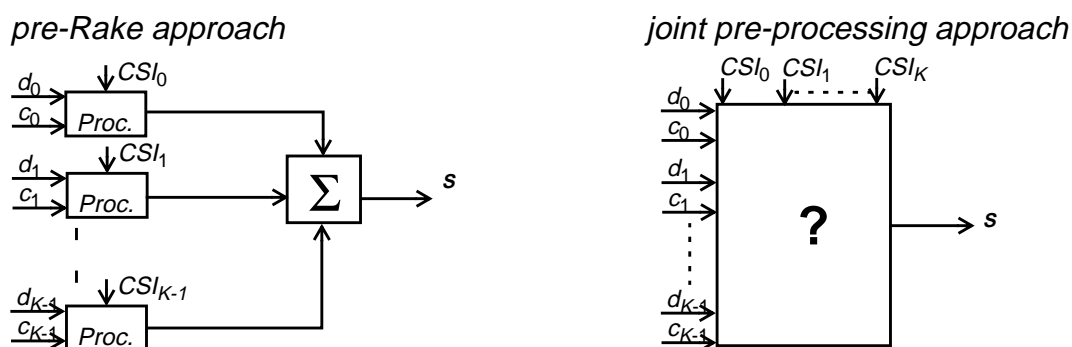 pre-Rake approach
CSI0
d0
c0
Proc.
CSI1
d1
c1
Proc.
CSIK-1
dK-1
cK-1
Proc.
Σ
s
joint pre-processing approach
CSI0 CSI1 CSIK
d0
c0
d1
c1
dK-1
cK-1
?
s